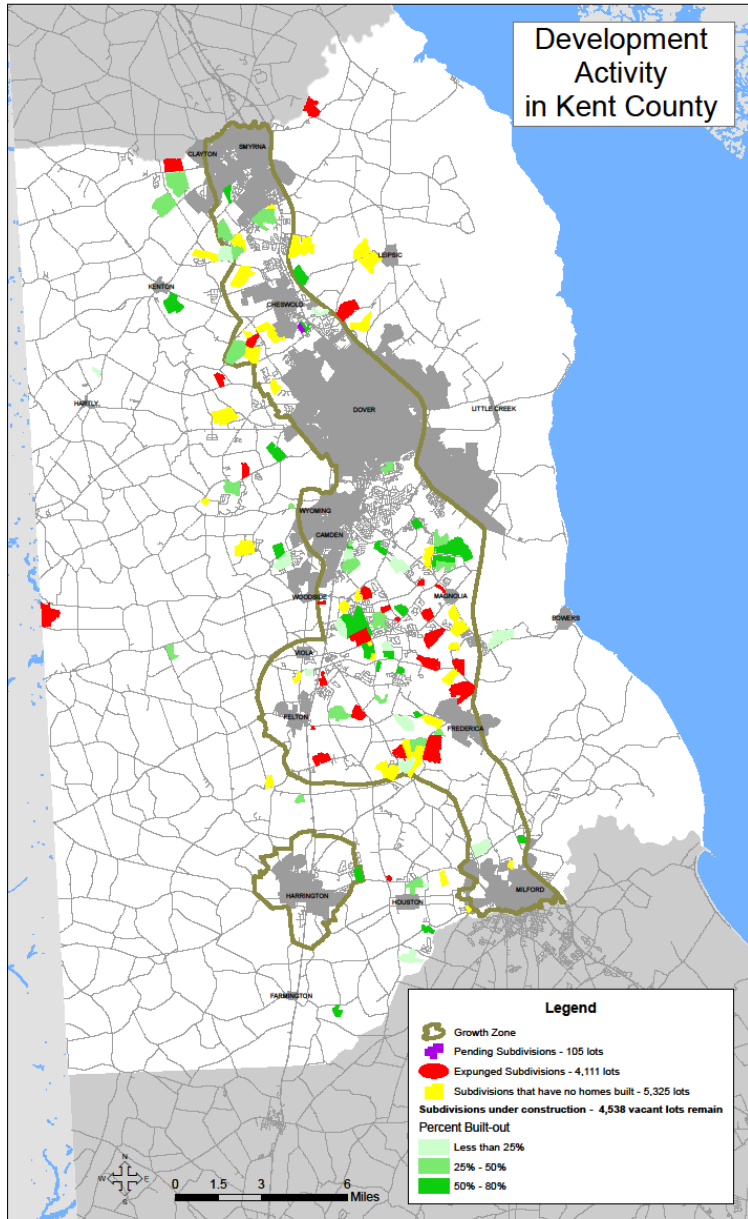 Development
Activity
in Kent County
SMYRNA
CLAYTON
LEIPSIC
KENTON
CHESWOLD
HARTLY
DOVER
LITTLE CREEK
WYOMING
CAMDEN
WOODSIDE
MAGNOLIA
BOWERS
VIOLA
FELTON
FREDERICA
HARRINGTON
HOUSTON
MILFORD
FARMINGTON
Legend
Growth Zone
Pending Subdivisions - 105 lots
Expunged Subdivisions - 4,111 lots
Subdivisions that have no homes built - 5,325 lots
Subdivisions under construction - 4,538 vacant lots remain
Percent Built-out
Less than 25%
25% - 50%
50% - 80%
N
W E
S
0 1.5 3 6
Miles